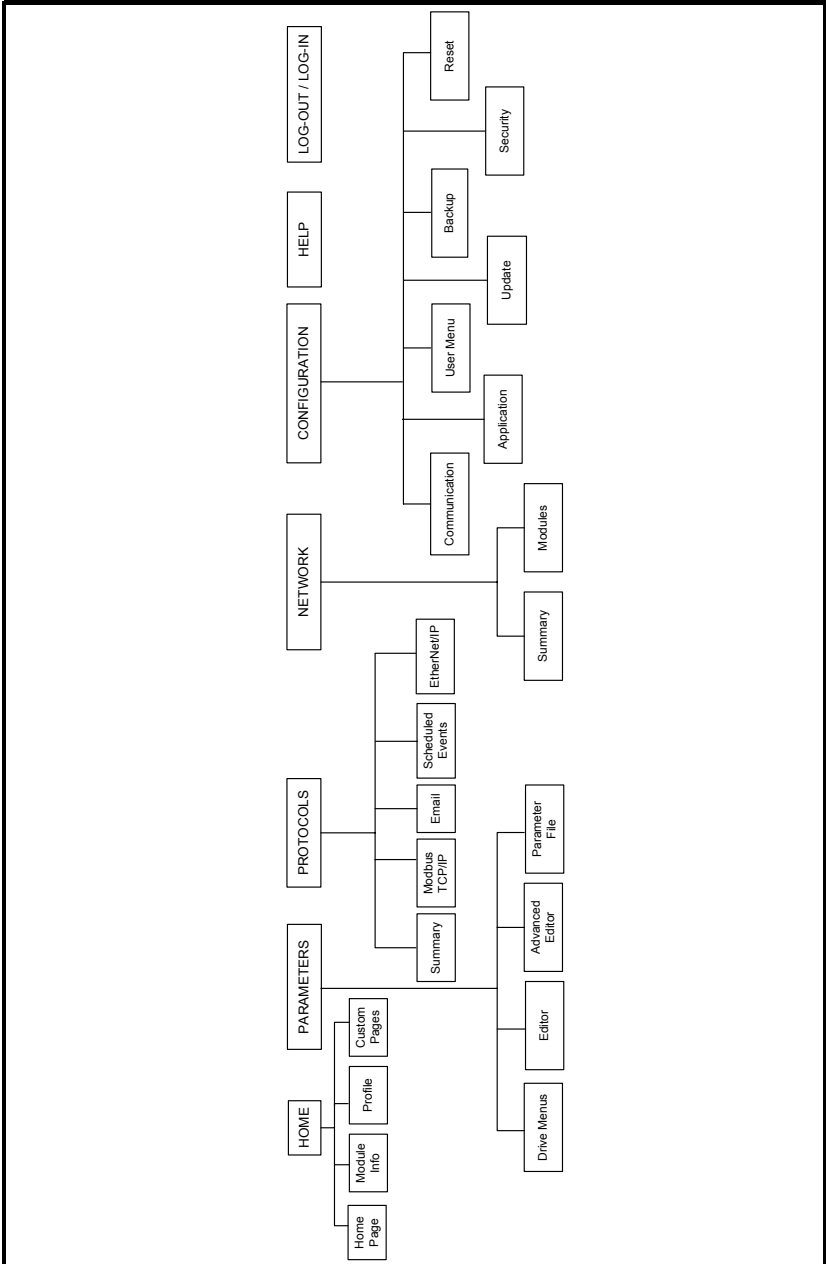 HOME
PARAMETERS
PROTOCOLS
NETWORK
CONFIGURATION
HELP
LOG-OUT / LOG-IN
Home
Page
Module
Info
Profile
Custom
Pages
Drive Menus
Editor
Advanced
Editor
Parameter
File
Summary
Modbus
TCP/IP
Email
Scheduled
Events
EtherNet/IP
Summary
Modules
Communication
Application
User Menu
Update
Backup
Security
Reset